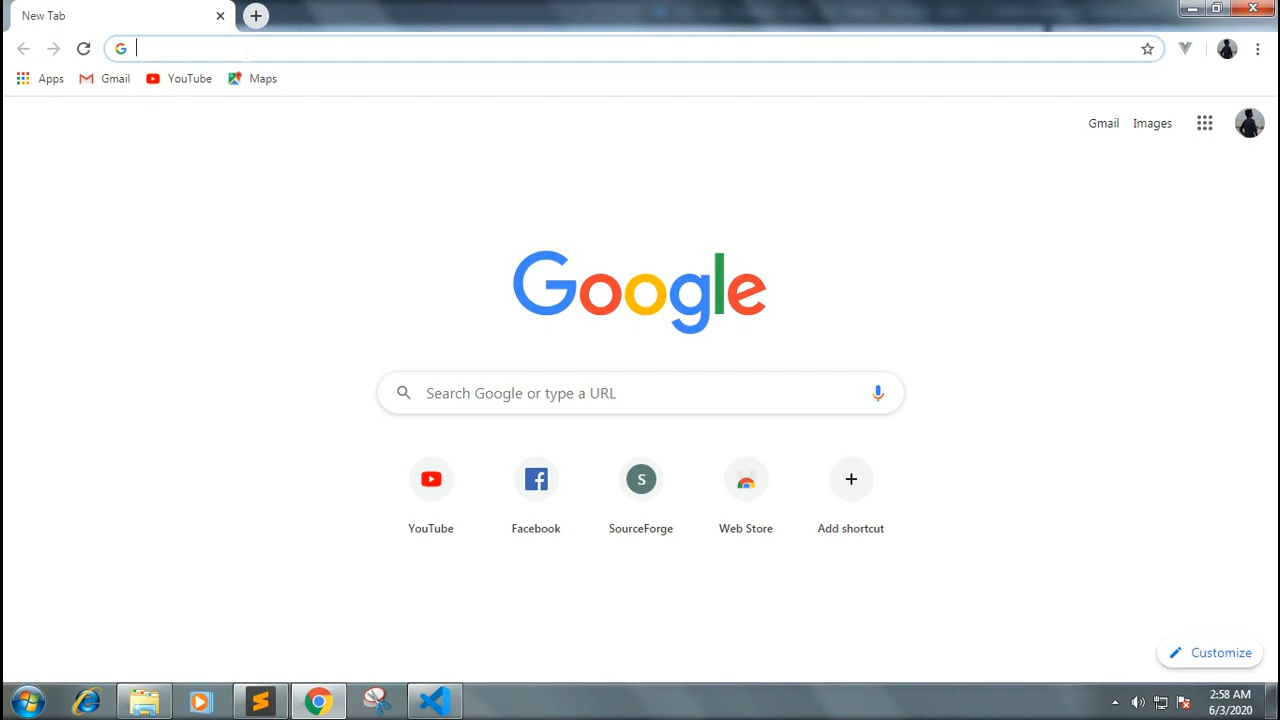 New Tab
Apps
Gmail
YouTube
Maps
Gmail
Images
Google
Search Google or type a URL
S
YouTube
Facebook
SourceForge
Web Store
Add shortcut
Customize
2:58 AM
6/3/2020